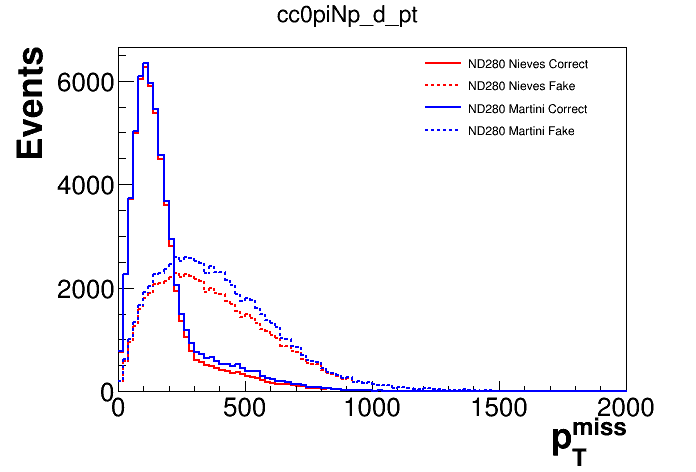 cc0piNp_d_pt
Events
6000
4000
2000
0
ND280 Nieves Correct
ND280 Nieves Fake
ND280 Martini Correct
ND280 Martini Fake
0 500 1000 1500 2000
p_T^miss